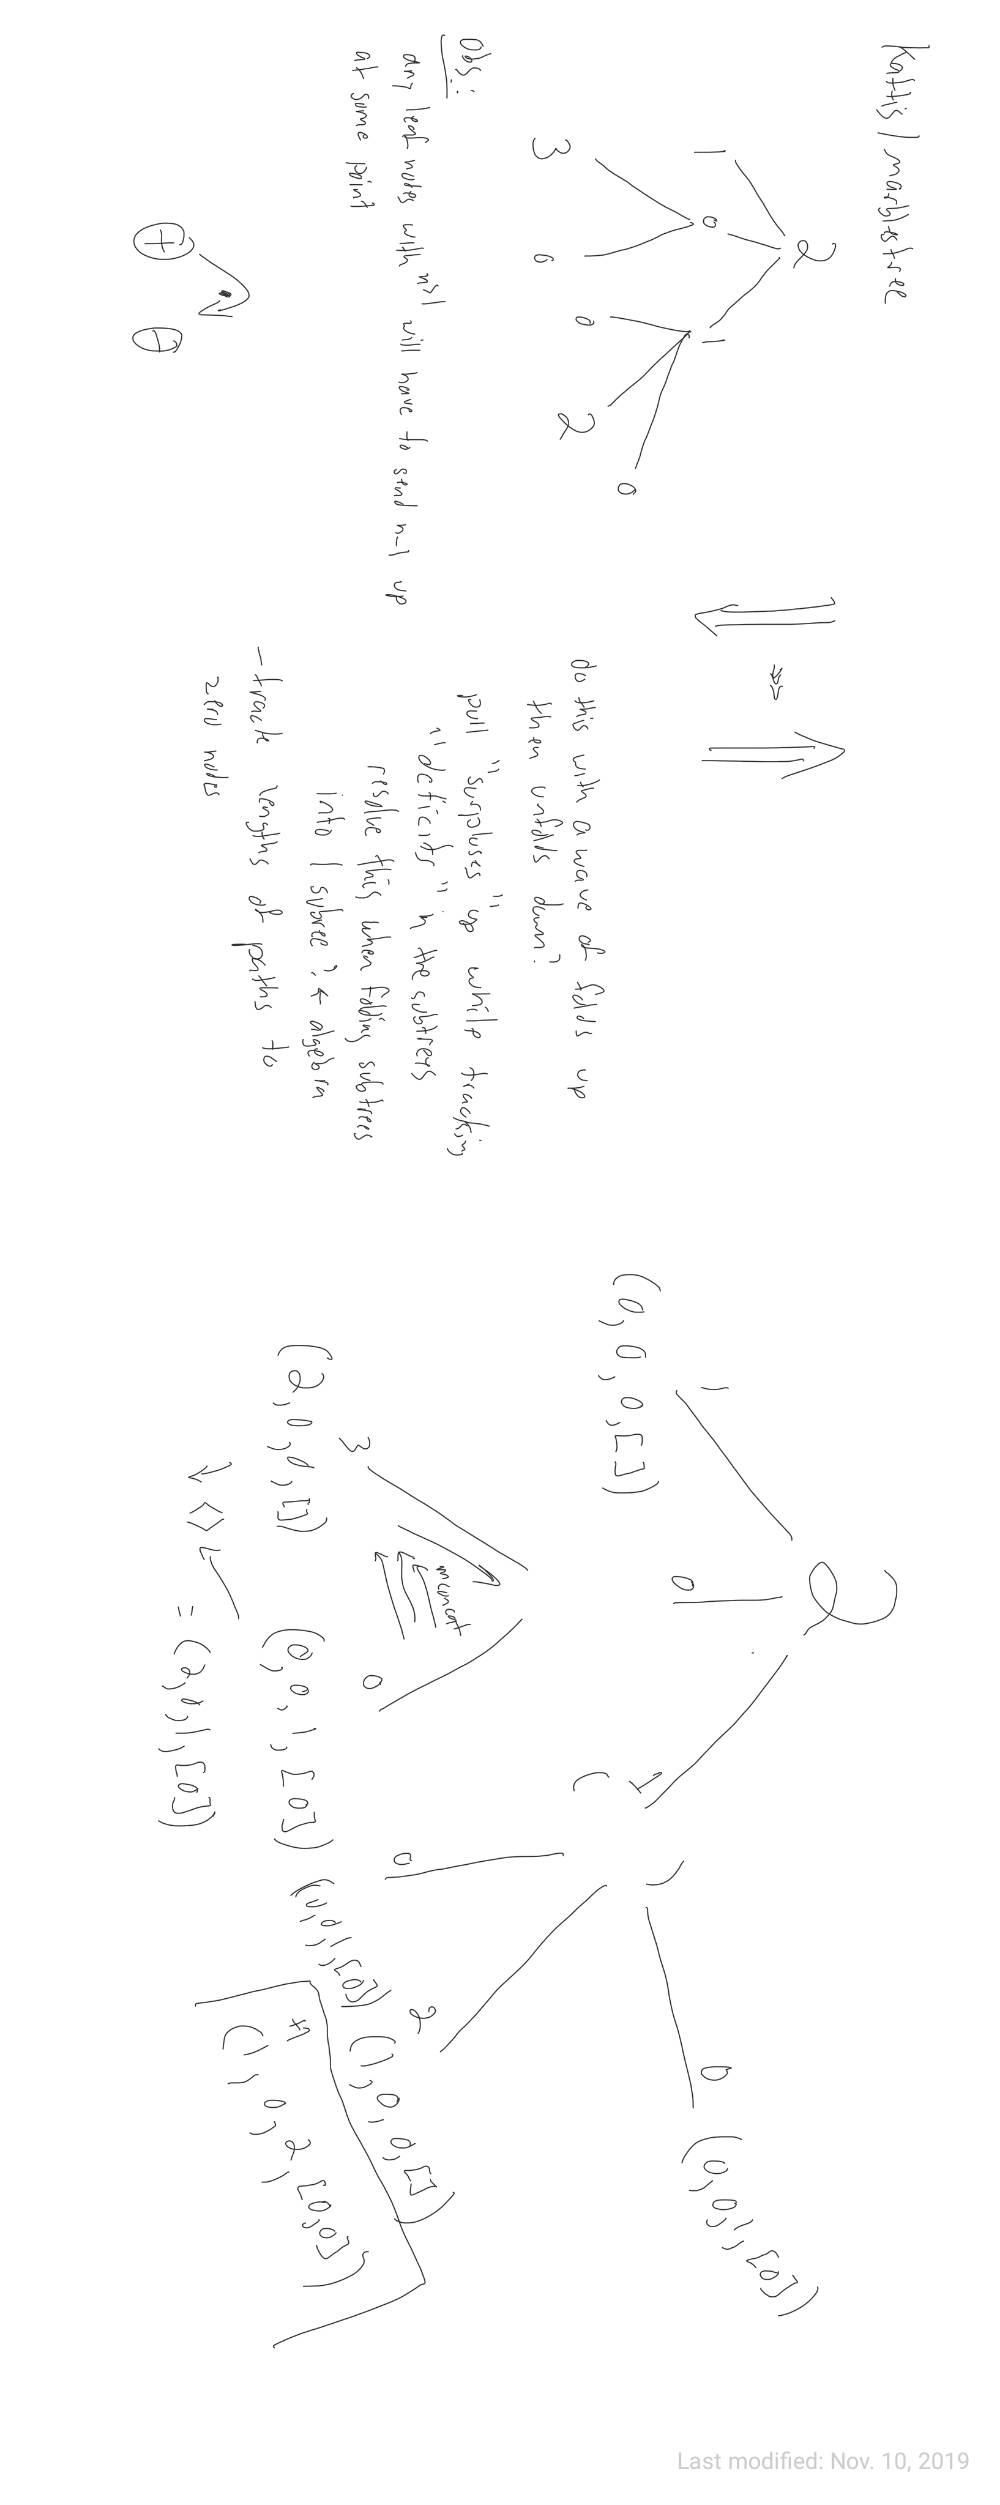 Kattis/marblestree
2
1
0
1
3
0
0
2
0
Obs:
any leaf node with n>1 will have to send n-1 up
at some point
+
-
>>=
do this with a wave of folds up
then unfolds down?
pull "surpluses" up while tracking
"deficit" in the subtrees
resolve this when folding subtrees
into 1 subtree? < algebra
- track lengths of paths to
zero nodes
2
1
0
1
0
(0, 0, 0, [])
(0, 0, 1, [0])
3
mconcat
0
0
2
(2, 0, 0, [])
(0, 0, 1, [0])
(0, 0, 1, [0])
(1, 0, 0, [])
<>
= (2, 0, 1, [0])
(1, 0, 2, [0,0])
Last modified: Nov. 10, 2019